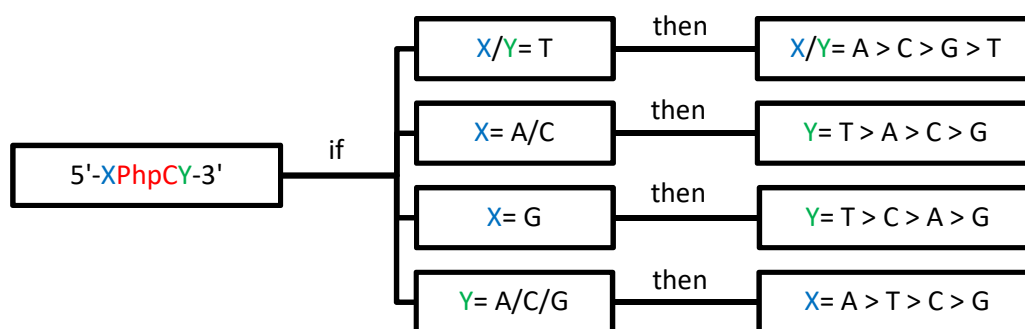 X/Y= T
then
X/Y= A > C > G > T
X= A/C
then
Y= T > A > C > G
5'-XPhpCY-3'
if
X= G
then
Y= T > C > A > G
Y= A/C/G
then
X= A > T > C > G